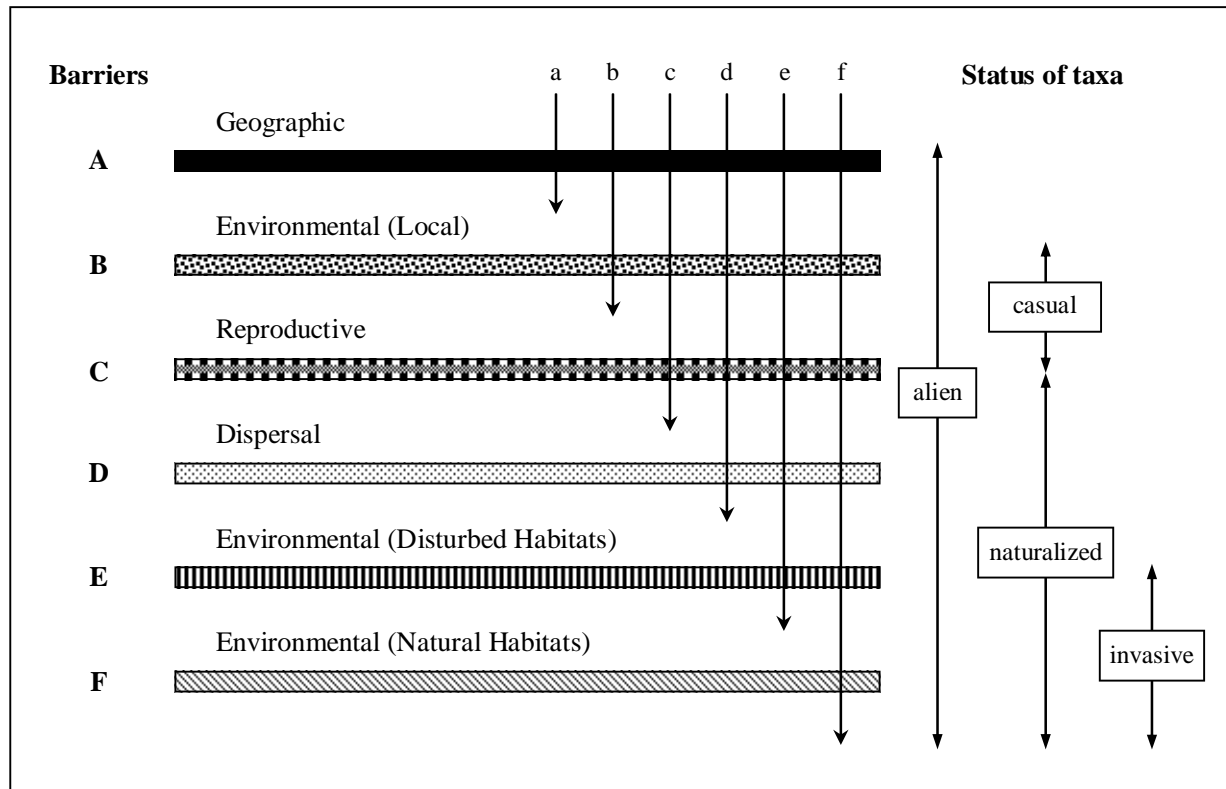 a b c d e f
Barriers Status of taxa
Geographic
A
Environmental (Local)
B
casual
Reproductive
C
alien
Dispersal
D
Environmental (Disturbed Habitats)
naturalized
E
Environmental (Natural Habitats)
invasive
F